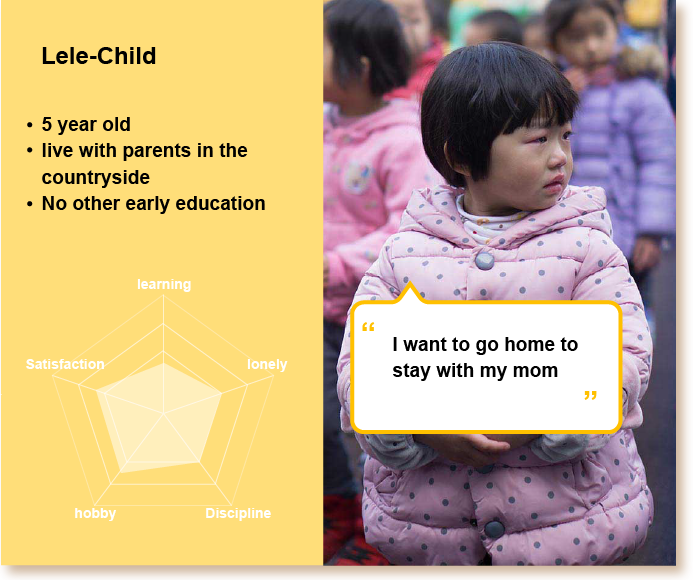 Lele-Child
• 5 year old
• live with parents in the
countryside
• No other early education
learning
Satisfaction
lonely
hobby
Discipline
“
I want to go home to
stay with my mom
”